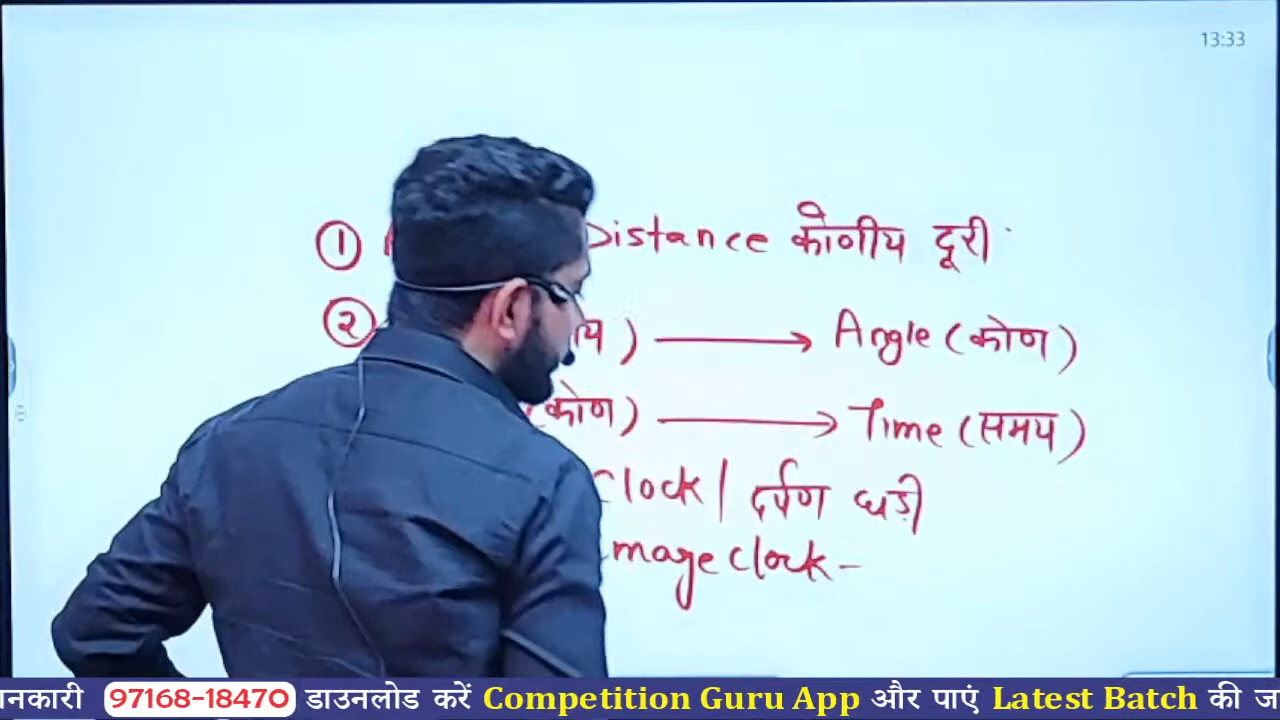 13:33
① Distance कोणीय दूरी
② ) → Angle (कोण)
(कोण) → Time (समय)
Clock | दर्पण घड़ी
mage clock -
97168-18470 डाउनलोड करें Competition Guru App और पाएं Latest Batch की